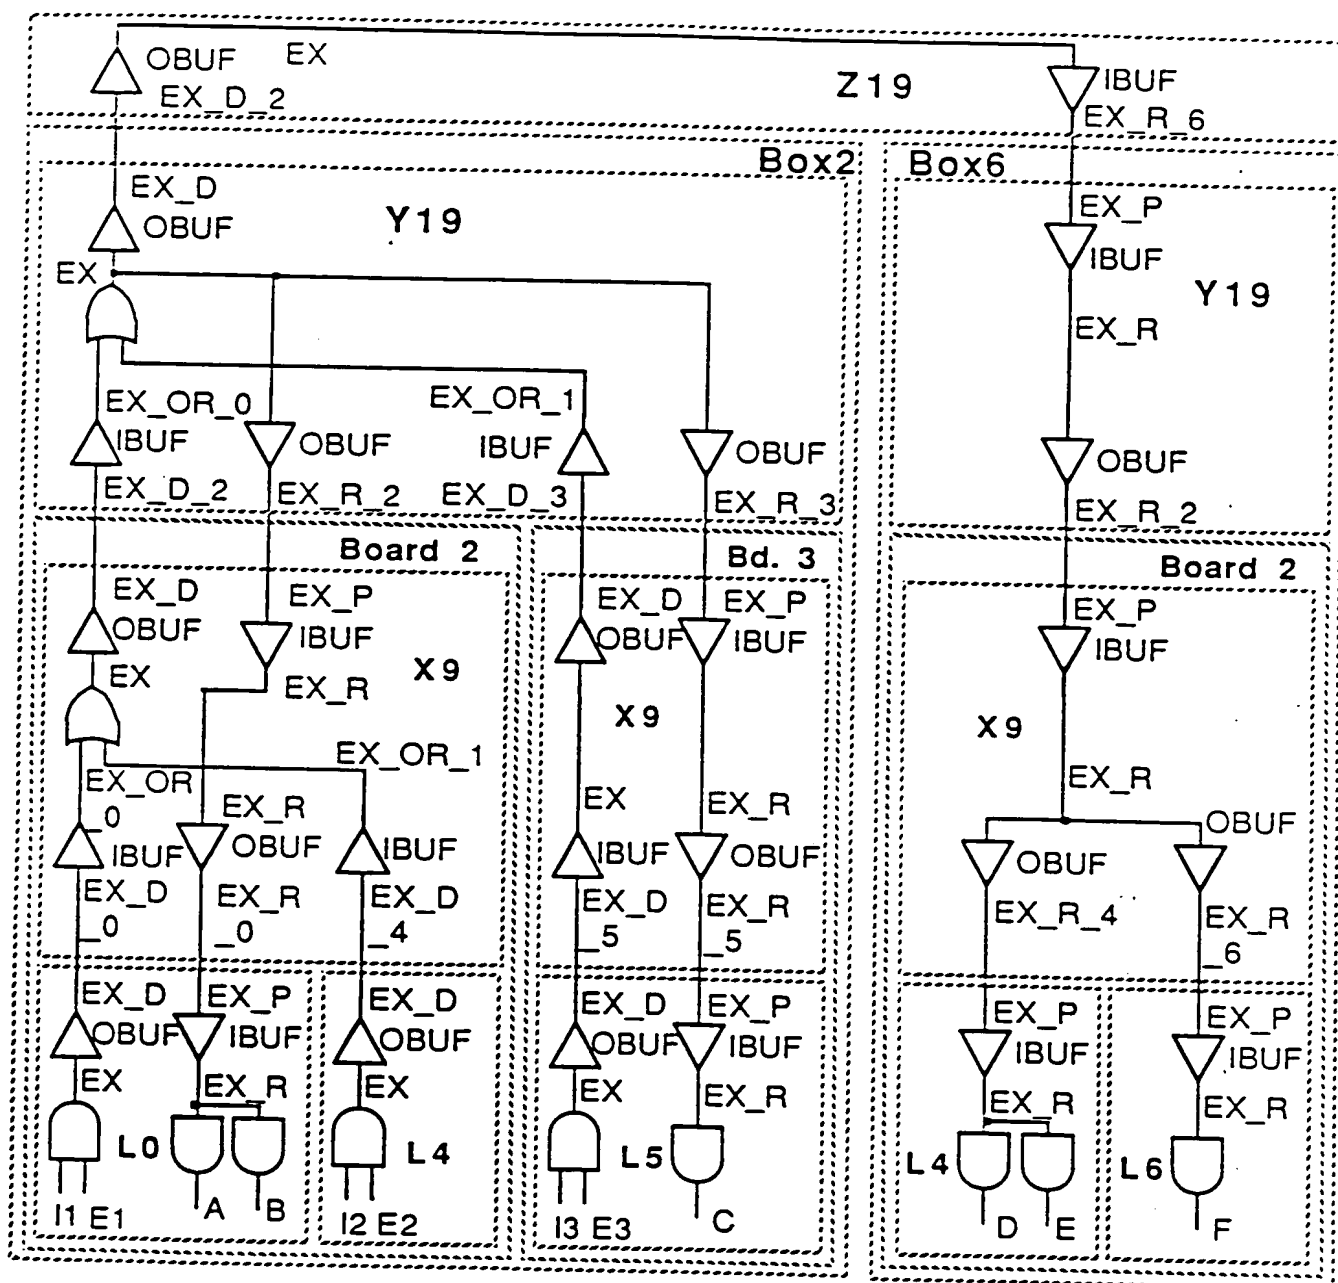 OBUF EX
EX_D_2
Z19
IBUF
EX_R_6
Box2
EX_D
OBUF
Y19
EX
EX_OR_0
IBUF
EX_D_2
OBUF
EX_R_2
EX_OR_1
IBUF
EX_D_3
OBUF
EX_R_3
Box6
EX_P
IBUF
Y19
EX_R
OBUF
EX_R_2
Board 2
EX_D
OBUF
EX
EX_P
IBUF
EX_R
X9
EX_OR_1
EX_OR
_0
IBUF
EX_D
_0
EX_R
OBUF
EX_R
_0
IBUF
EX_D
_4
EX_D
OBUF
EX
EX_P
IBUF
EX_R
L0
I1 E1
A
B
EX_D
OBUF
EX
L4
I2 E2
Bd. 3
EX_D
OBUF
EX_P
IBUF
X9
EX
IBUF
EX_D
_5
EX_R
OBUF
EX_R
_5
EX_D
OBUF
EX
EX_P
IBUF
EX_R
L5
I3 E3
C
Board 2
EX_P
IBUF
X9
EX_R
OBUF
EX_R_4
OBUF
EX_R
_6
EX_P
IBUF
EX_R
L4
D
E
EX_P
IBUF
EX_R
L6
F